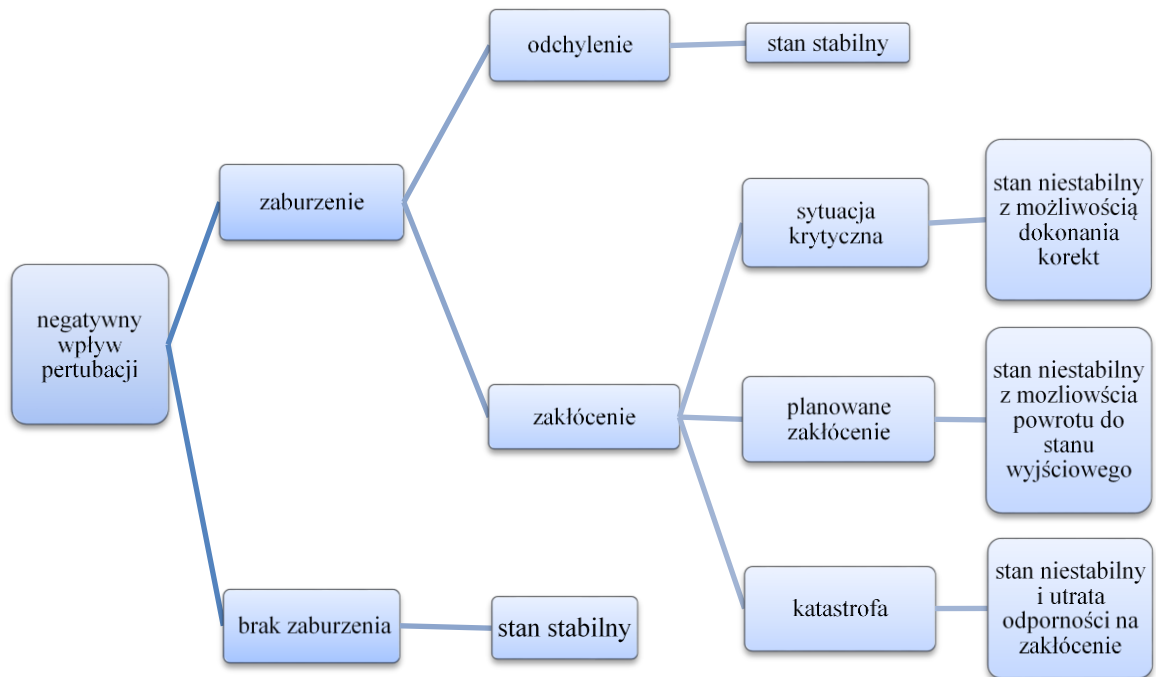 odchylenie
stan stabilny
zaburzenie
sytuacja
krytyczna
stan niestabilny
z możliwością
dokonania
korekt
negatywny
wpływ
pertubacji
zakłócenie
planowane
zakłócenie
stan niestabilny
z mozliowścia
powrotu do
stanu
wyjściowego
brak zaburzenia
stan stabilny
katastrofa
stan niestabilny
i utrata
odporności na
zakłócenie